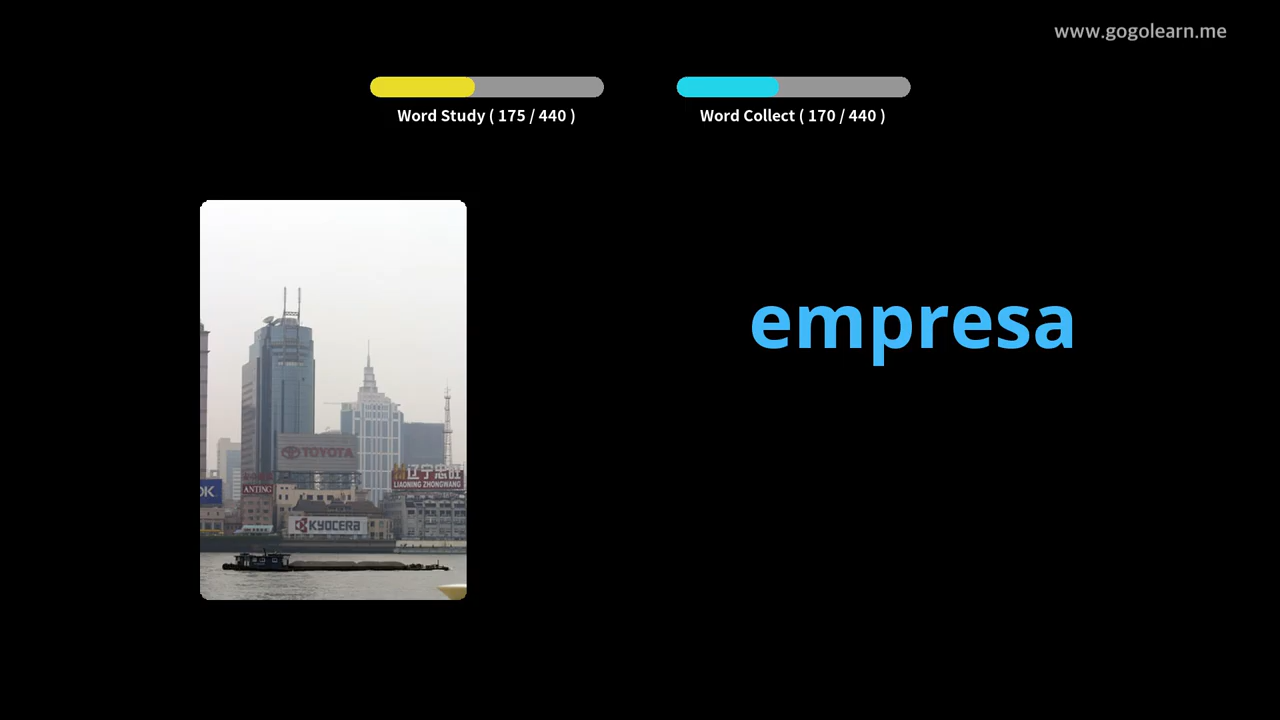 www.gogolearn.me
Word Study ( 175 / 440 )
Word Collect ( 170 / 440 )
empresa
TOYOTA
辽宁忠旺
LIAONING ZHONGWANG
ANTING
KYOCERA